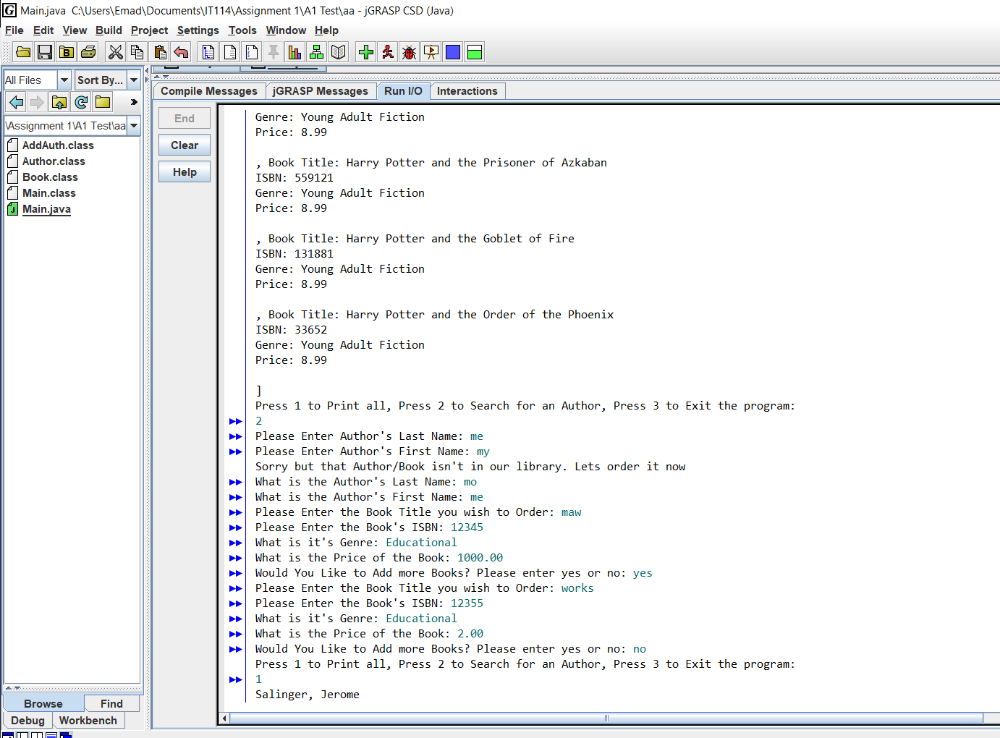 Main.java  C:\Users\Emad\Documents\IT114\Assignment 1\A1 Test\aa - jGRASP CSD (Java)
File Edit View Build Project Settings Tools Window Help
All Files Sort By...
\Assignment 1\A1 Test\aa
AddAuth.class
Author.class
Book.class
Main.class
Main.java
Browse Find
Debug Workbench
Compile Messages jGRASP Messages Run I/O Interactions
End
Clear
Help
Genre: Young Adult Fiction
Price: 8.99
, Book Title: Harry Potter and the Prisoner of Azkaban
ISBN: 559121
Genre: Young Adult Fiction
Price: 8.99
, Book Title: Harry Potter and the Goblet of Fire
ISBN: 131881
Genre: Young Adult Fiction
Price: 8.99
, Book Title: Harry Potter and the Order of the Phoenix
ISBN: 33652
Genre: Young Adult Fiction
Price: 8.99
]
Press 1 to Print all, Press 2 to Search for an Author, Press 3 to Exit the program:
2
Please Enter Author's Last Name: me
Please Enter Author's First Name: my
Sorry but that Author/Book isn't in our library. Lets order it now
What is the Author's Last Name: mo
What is the Author's First Name: me
Please Enter the Book Title you wish to Order: maw
Please Enter the Book's ISBN: 12345
What is it's Genre: Educational
What is the Price of the Book: 1000.00
Would You Like to Add more Books? Please enter yes or no: yes
Please Enter the Book Title you wish to Order: works
Please Enter the Book's ISBN: 12355
What is it's Genre: Educational
What is the Price of the Book: 2.00
Would You Like to Add more Books? Please enter yes or no: no
Press 1 to Print all, Press 2 to Search for an Author, Press 3 to Exit the program:
1
Salinger, Jerome